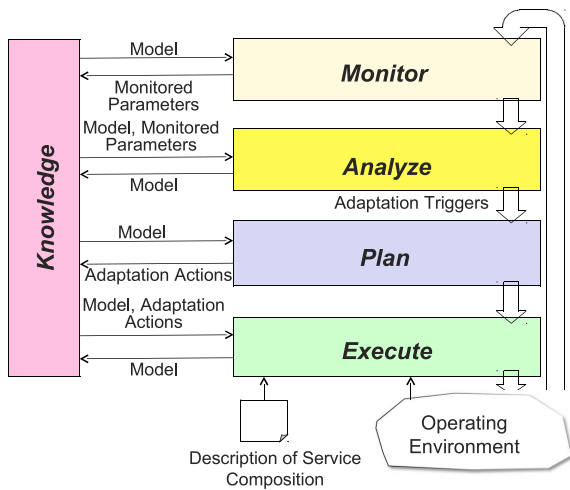 Knowledge
Model
Monitored
Parameters
Monitor
Model, Monitored
Parameters
Model
Analyze
Adaptation Triggers
Model
Adaptation Actions
Plan
Model, Adaptation
Actions
Model
Execute
Description of Service
Composition
Operating
Environment